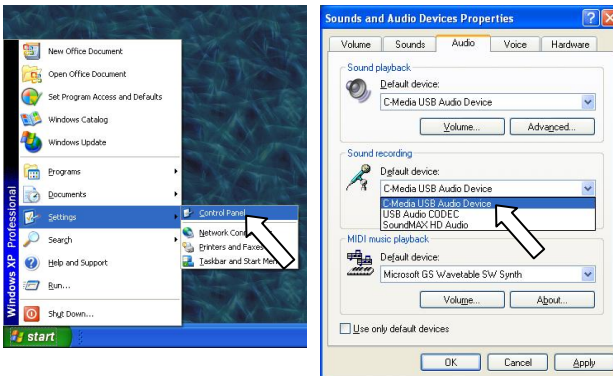 New Office Document
Open Office Document
Set Program Access and Defaults
Windows Catalog
Windows Update
Programs
Documents
Settings
Search
Help and Support
Run...
Shut Down...
Windows XP Professional
Control Panel
Network Conn
Printers and Faxes
Taskbar and Start Men
start
Sounds and Audio Devices Properties
Volume Sounds Audio Voice Hardware
Sound playback
Default device:
C-Media USB Audio Device
Volume... Advanced...
Sound recording
Default device:
C-Media USB Audio Device
C-Media USB Audio Device
USB Audio CODEC
SoundMAX HD Audio
MIDI music playback
Default device:
Microsoft GS Wavetable SW Synth
Volume... About...
Use only default devices
OK Cancel Apply